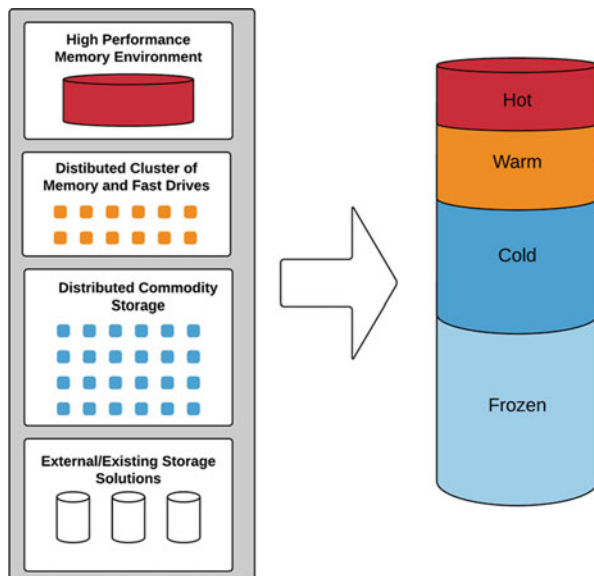 High Performance
Memory Environment
Distibuted Cluster of
Memory and Fast Drives
Distributed Commodity
Storage
External/Existing Storage
Solutions
Hot
Warm
Cold
Frozen